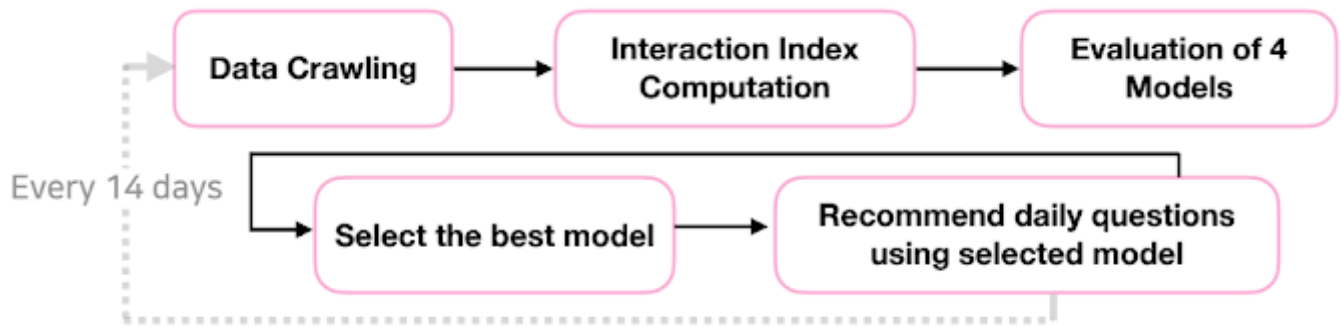 Data Crawling
Interaction Index
Computation
Evaluation of 4
Models
Every 14 days
Select the best model
Recommend daily questions
using selected model